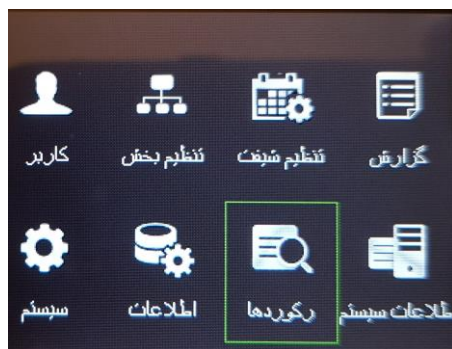 گزارش
تنظیم شیفت
تنظیم بخش
کاربر
طلاعات سیستم
رکوردها
اطلاعات
سیستم